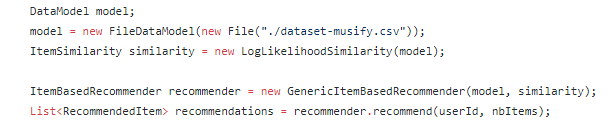 DataModel model;
model = new FileDataModel(new File("./dataset-musify.csv"));
ItemSimilarity similarity = new LogLikelihoodSimilarity(model);
ItemBasedRecommender recommender = new GenericItemBasedRecommender(model, similarity);
List<RecommendedItem> recommendations = recommender.recommend(userId, nbItems);